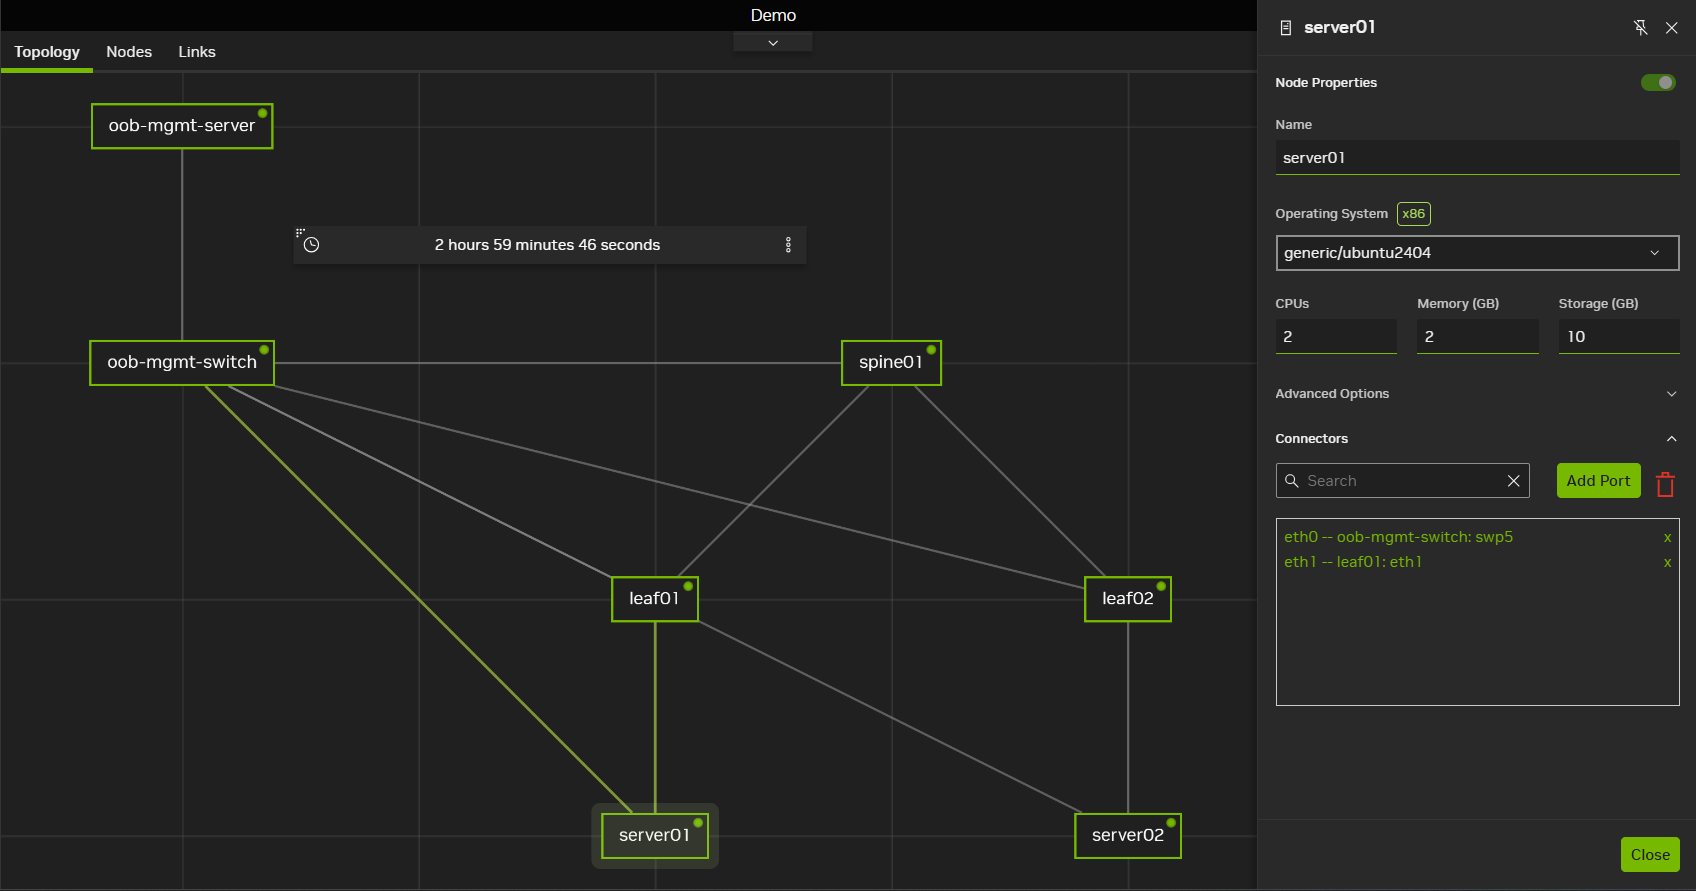 Demo
Topology
Nodes
Links
oob-mgmt-server
2 hours 59 minutes 46 seconds
oob-mgmt-switch
spine01
leaf01
leaf02
server01
server02
server01
Node Properties
Name
server01
Operating System x86
generic/ubuntu2404
CPUs
Memory (GB)
Storage (GB)
2
2
10
Advanced Options
Connectors
Search
Add Port
eth0 -- oob-mgmt-switch: swp5 x
eth1 -- leaf01: eth1 x
Close